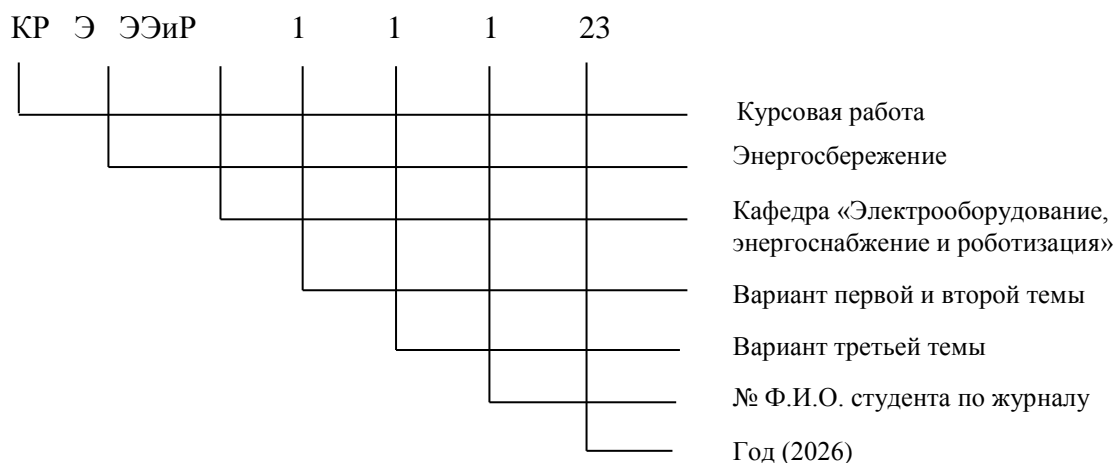 КР Э ЭЭиР 1 1 1 23
Курсовая работа
Энергосбережение
Кафедра «Электрооборудование,
энергоснабжение и роботизация»
Вариант первой и второй темы
Вариант третьей темы
№ Ф.И.О. студента по журналу
Год (2026)